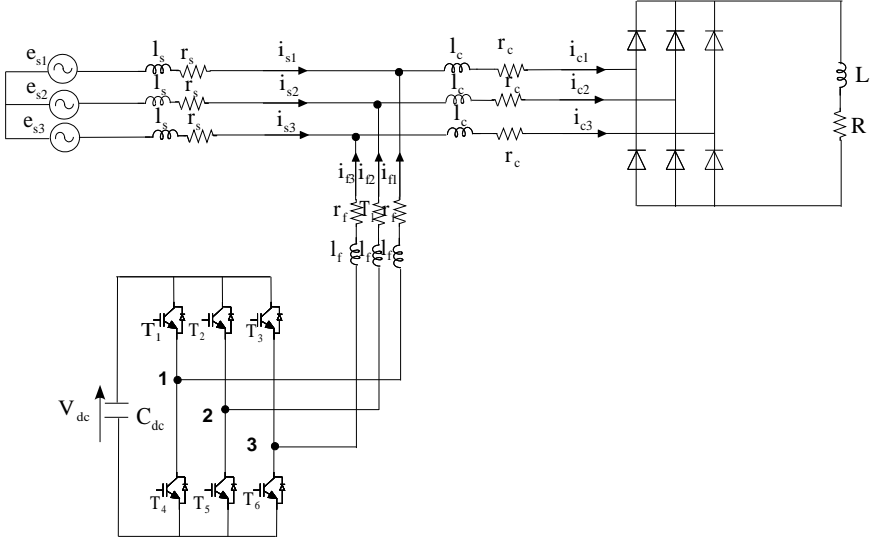 l_s r_s i_s1 l_c r_c i_c1
e_s1
l_s r_s i_s2 l_c r_c i_c2
e_s2
l_s r_s i_s3 l_c r_c i_c3
e_s3
L
R
i_f3 i_f2 i_f1
r_f r_f
l_f l_f l_f
T_1 T_2 T_3
1
V_dc C_dc 2
3
T_4 T_5 T_6